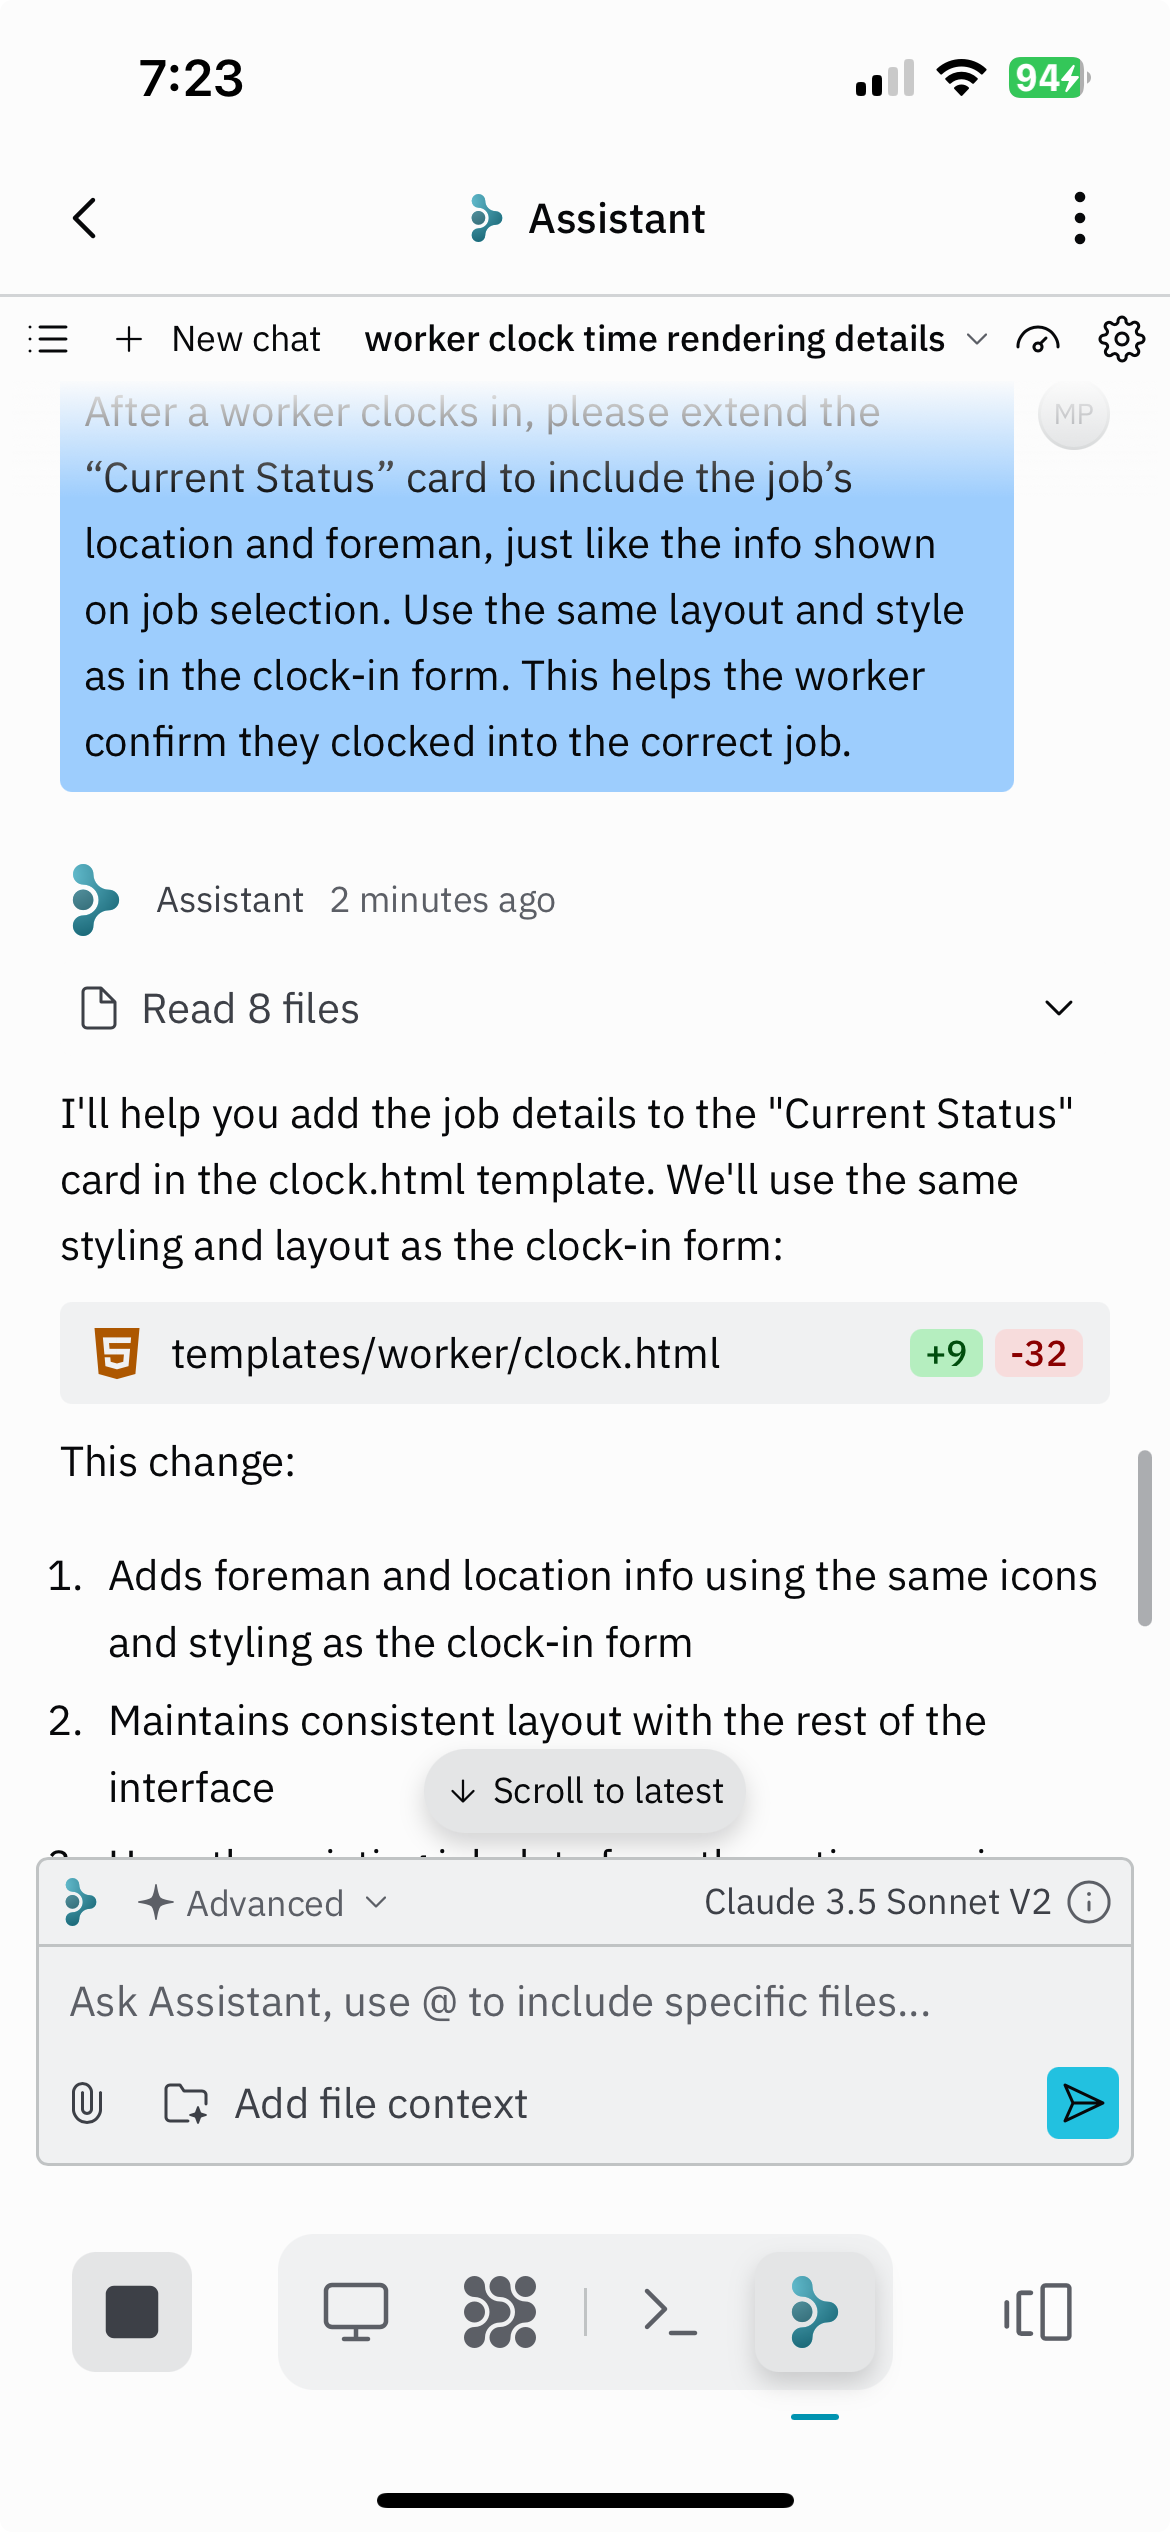 7:23
94
Assistant
New chat
worker clock time rendering details
After a worker clocks in, please extend the
“Current Status” card to include the job’s
location and foreman, just like the info shown
on job selection. Use the same layout and style
as in the clock-in form. This helps the worker
confirm they clocked into the correct job.
MP
Assistant 2 minutes ago
Read 8 files
I'll help you add the job details to the "Current Status"
card in the clock.html template. We'll use the same
styling and layout as the clock-in form:
templates/worker/clock.html +9 -32
This change:
1. Adds foreman and location info using the same icons
and styling as the clock-in form
2. Maintains consistent layout with the rest of the
interface
Scroll to latest
Advanced
Claude 3.5 Sonnet V2
Ask Assistant, use @ to include specific files...
Add file context